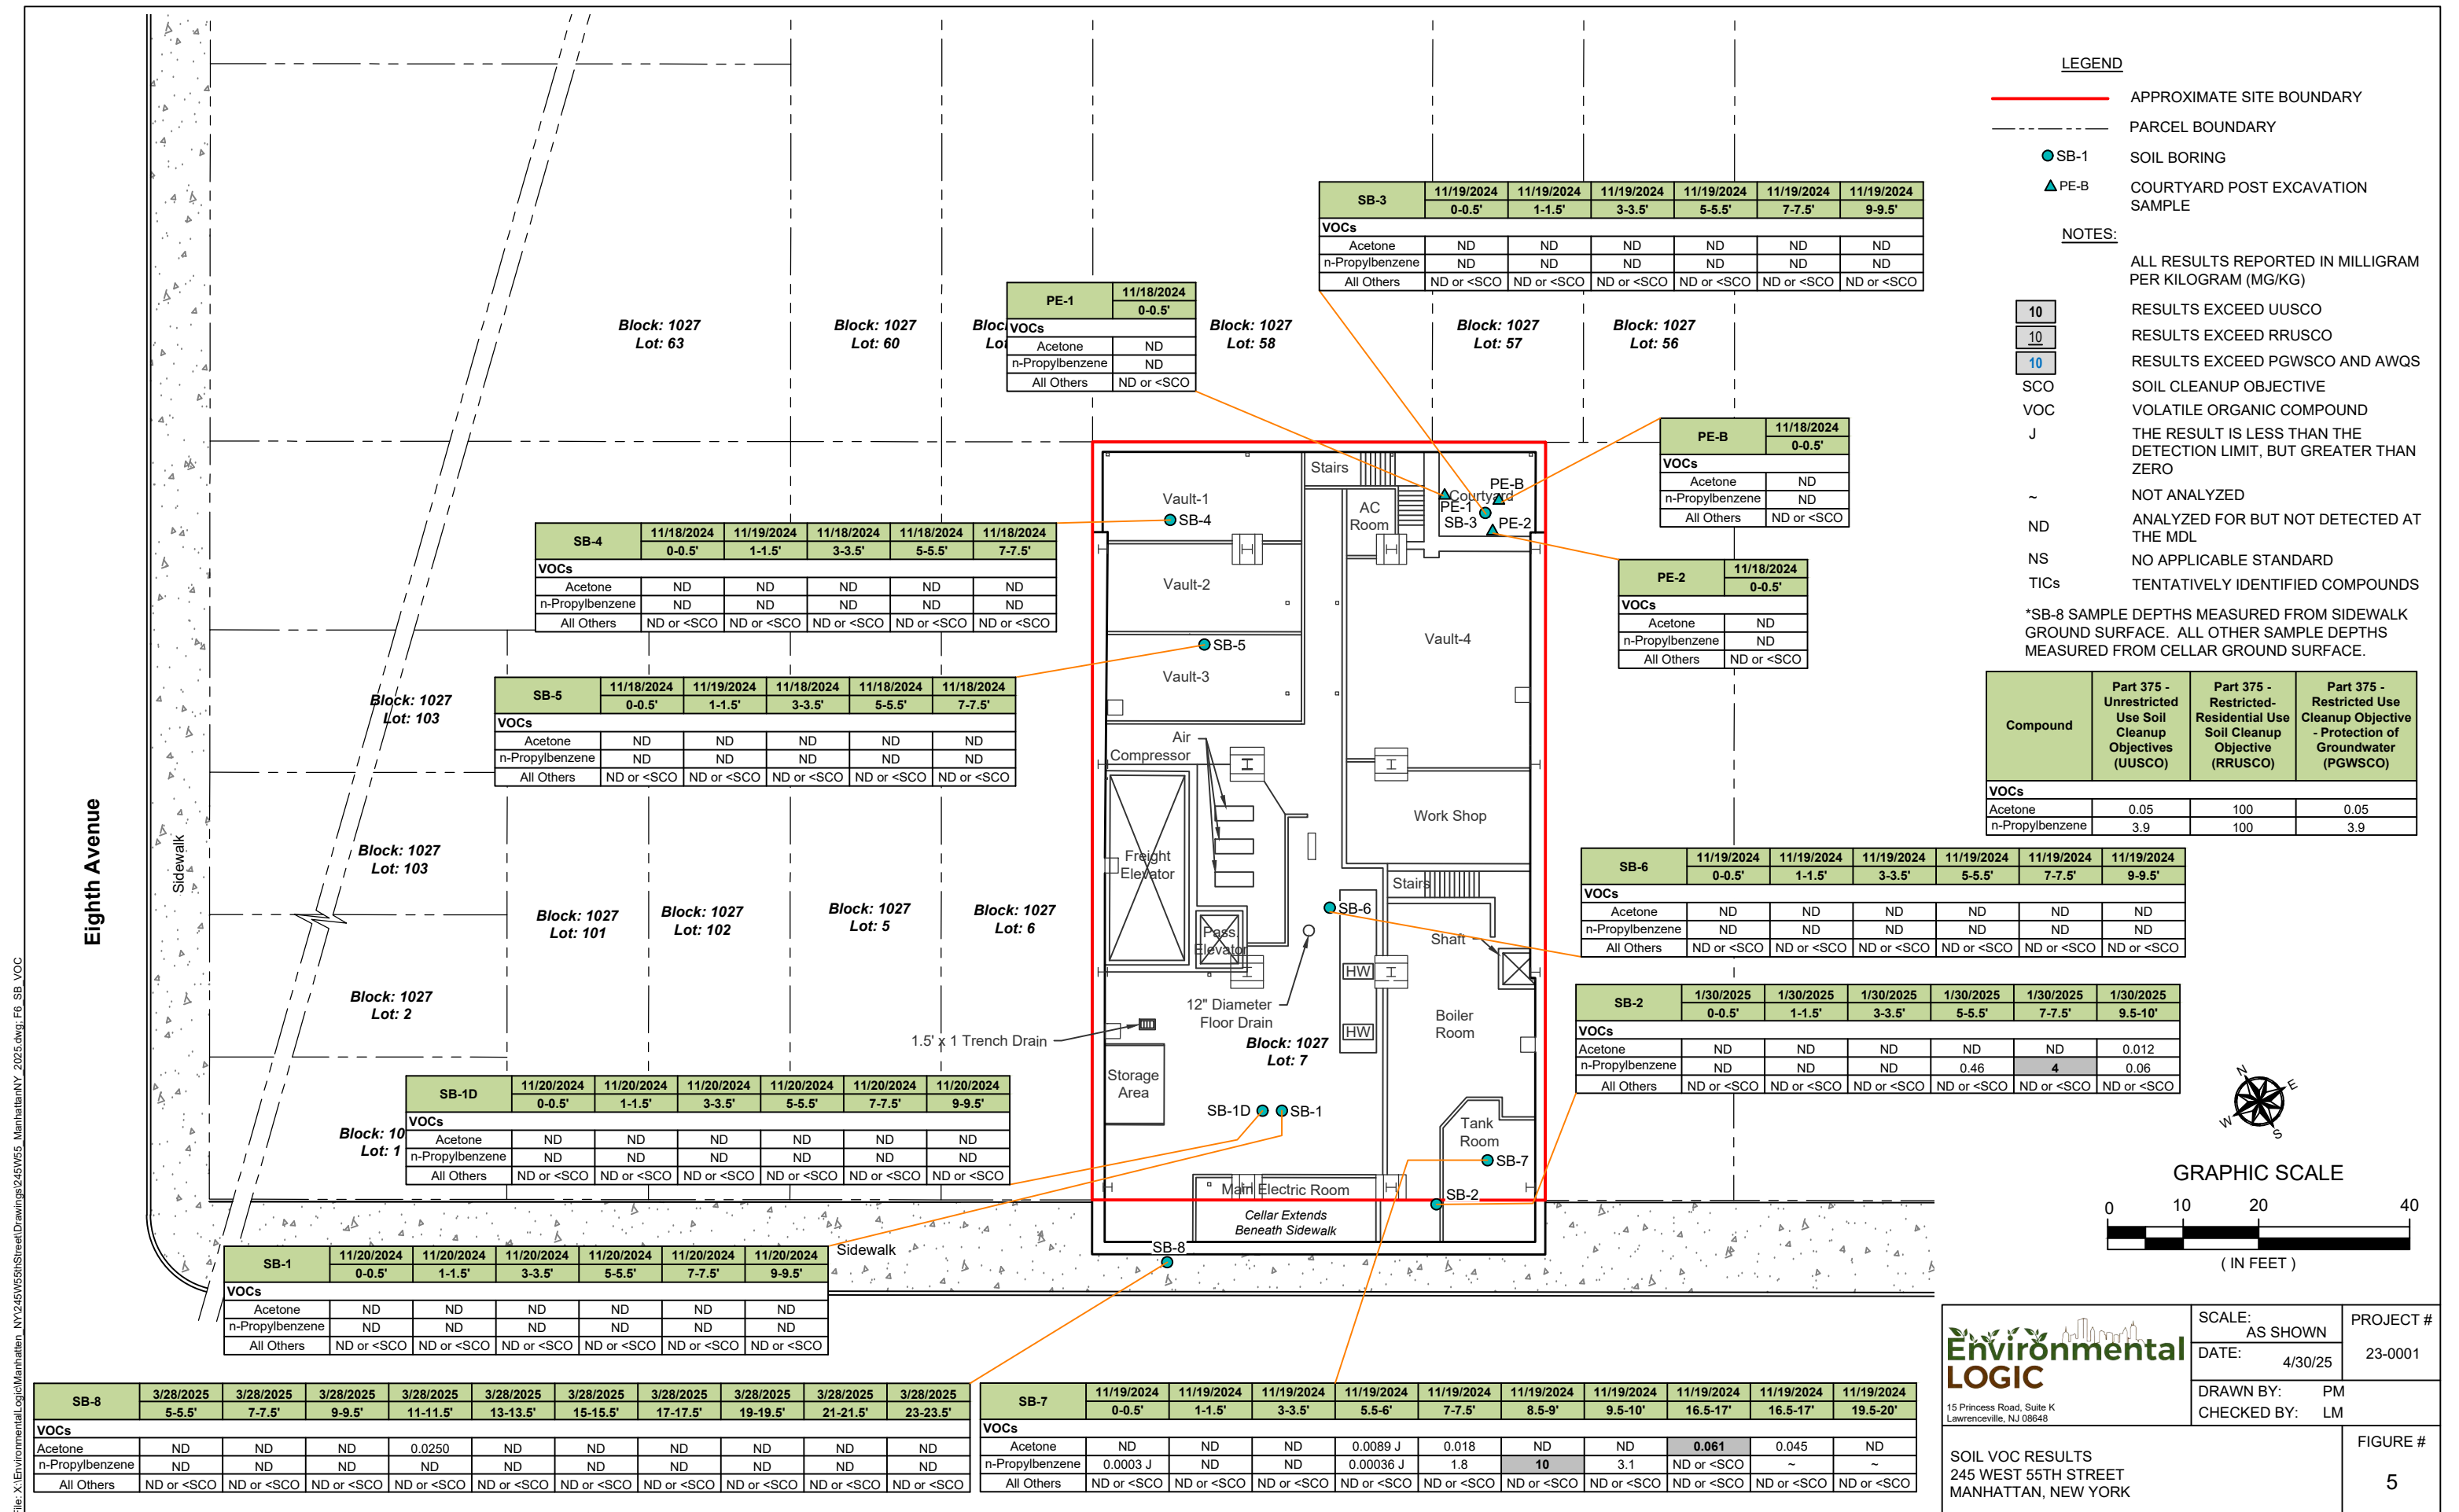 LEGEND
APPROXIMATE SITE BOUNDARY
PARCEL BOUNDARY
SB-1 SOIL BORING
PE-B COURTYARD POST EXCAVATION
SAMPLE
NOTES:
ALL RESULTS REPORTED IN MILLIGRAM
PER KILOGRAM (MG/KG)
10 RESULTS EXCEED UUSCO
10 RESULTS EXCEED RRUSCO
10 RESULTS EXCEED PGWSCO AND AWQS
SCO SOIL CLEANUP OBJECTIVE
VOC VOLATILE ORGANIC COMPOUND
J THE RESULT IS LESS THAN THE
DETECTION LIMIT, BUT GREATER THAN
ZERO
~ NOT ANALYZED
ND ANALYZED FOR BUT NOT DETECTED AT
THE MDL
NS NO APPLICABLE STANDARD
TICs TENTATIVELY IDENTIFIED COMPOUNDS
*SB-8 SAMPLE DEPTHS MEASURED FROM SIDEWALK
GROUND SURFACE. ALL OTHER SAMPLE DEPTHS
MEASURED FROM CELLAR GROUND SURFACE.
Compound
Part 375 -
Unrestricted
Use Soil
Cleanup
Objectives
(UUSCO)
Part 375 -
Restricted-
Residential Use
Soil Cleanup
Objective
(RRUSCO)
Part 375 -
Restricted Use
Cleanup Objective
- Protection of
Groundwater
(PGWSCO)
VOCs
Acetone 0.05 100 0.05
n-Propylbenzene 3.9 100 3.9
SB-3 11/19/2024 11/19/2024 11/19/2024 11/19/2024 11/19/2024 11/19/2024
0-0.5' 1-1.5' 3-3.5' 5-5.5' 7-7.5' 9-9.5'
VOCs
Acetone ND ND ND ND ND ND
n-Propylbenzene ND ND ND ND ND ND
All Others ND or <SCO ND or <SCO ND or <SCO ND or <SCO ND or <SCO ND or <SCO
PE-1 11/18/2024
0-0.5'
VOCs
Acetone ND
n-Propylbenzene ND
All Others ND or <SCO
Block: 1027
Lot: 63
Block: 1027
Lot: 60
Block: 1027
Lot: 58
Block: 1027
Lot: 57
Block: 1027
Lot: 56
PE-B 11/18/2024
0-0.5'
VOCs
Acetone ND
n-Propylbenzene ND
All Others ND or <SCO
PE-2 11/18/2024
0-0.5'
VOCs
Acetone ND
n-Propylbenzene ND
All Others ND or <SCO
SB-4 11/18/2024 11/19/2024 11/18/2024 11/18/2024 11/18/2024
0-0.5' 1-1.5' 3-3.5' 5-5.5' 7-7.5'
VOCs
Acetone ND ND ND ND ND
n-Propylbenzene ND ND ND ND ND
All Others ND or <SCO ND or <SCO ND or <SCO ND or <SCO ND or <SCO
SB-5 11/18/2024 11/19/2024 11/18/2024 11/18/2024 11/18/2024
0-0.5' 1-1.5' 3-3.5' 5-5.5' 7-7.5'
VOCs
Acetone ND ND ND ND ND
n-Propylbenzene ND ND ND ND ND
All Others ND or <SCO ND or <SCO ND or <SCO ND or <SCO ND or <SCO
Stairs
Vault-1
SB-4
AC
Room
Courtyard
PE-B
PE-1
SB-3
PE-2
Vault-2
Vault-4
SB-5
Vault-3
Air
Compressor
Work Shop
Freight
Elevator
Stairs
SB-6
Pass.
Elevator
Shaft
HW
12" Diameter
Floor Drain
Boiler
Room
HW
1.5' x 1 Trench Drain
Block: 1027
Lot: 7
Storage
Area
SB-1D
SB-1
Tank
Room
SB-7
Main Electric Room
SB-2
Cellar Extends
Beneath Sidewalk
SB-8
Sidewalk
Eighth Avenue
Sidewalk
Block: 1027
Lot: 103
Block: 1027
Lot: 103
Block: 1027
Lot: 101
Block: 1027
Lot: 102
Block: 1027
Lot: 5
Block: 1027
Lot: 6
Block: 1027
Lot: 2
Block: 10
Lot: 1
SB-6 11/19/2024 11/19/2024 11/19/2024 11/19/2024 11/19/2024 11/19/2024
0-0.5' 1-1.5' 3-3.5' 5-5.5' 7-7.5' 9-9.5'
VOCs
Acetone ND ND ND ND ND ND
n-Propylbenzene ND ND ND ND ND ND
All Others ND or <SCO ND or <SCO ND or <SCO ND or <SCO ND or <SCO ND or <SCO
SB-2 1/30/2025 1/30/2025 1/30/2025 1/30/2025 1/30/2025 1/30/2025
0-0.5' 1-1.5' 3-3.5' 5-5.5' 7-7.5' 9.5-10'
VOCs
Acetone ND ND ND ND ND 0.012
n-Propylbenzene ND ND ND 0.46 4 0.06
All Others ND or <SCO ND or <SCO ND or <SCO ND or <SCO ND or <SCO ND or <SCO
SB-1D 11/20/2024 11/20/2024 11/20/2024 11/20/2024 11/20/2024 11/20/2024
0-0.5' 1-1.5' 3-3.5' 5-5.5' 7-7.5' 9-9.5'
VOCs
Acetone ND ND ND ND ND ND
n-Propylbenzene ND ND ND ND ND ND
All Others ND or <SCO ND or <SCO ND or <SCO ND or <SCO ND or <SCO ND or <SCO
SB-1 11/20/2024 11/20/2024 11/20/2024 11/20/2024 11/20/2024 11/20/2024
0-0.5' 1-1.5' 3-3.5' 5-5.5' 7-7.5' 9-9.5'
VOCs
Acetone ND ND ND ND ND ND
n-Propylbenzene ND ND ND ND ND ND
All Others ND or <SCO ND or <SCO ND or <SCO ND or <SCO ND or <SCO ND or <SCO
SB-8 3/28/2025 3/28/2025 3/28/2025 3/28/2025 3/28/2025 3/28/2025 3/28/2025 3/28/2025 3/28/2025 3/28/2025
5-5.5' 7-7.5' 9-9.5' 11-11.5' 13-13.5' 15-15.5' 17-17.5' 19-19.5' 21-21.5' 23-23.5'
VOCs
Acetone ND ND ND 0.0250 ND ND ND ND ND ND
n-Propylbenzene ND ND ND ND ND ND ND ND ND ND
All Others ND or <SCO ND or <SCO ND or <SCO ND or <SCO ND or <SCO ND or <SCO ND or <SCO ND or <SCO ND or <SCO ND or <SCO
SB-7 11/19/2024 11/19/2024 11/19/2024 11/19/2024 11/19/2024 11/19/2024 11/19/2024 11/19/2024 11/19/2024 11/19/2024
0-0.5' 1-1.5' 3-3.5' 5.5-6' 7-7.5' 8.5-9' 9.5-10' 16.5-17' 16.5-17' 19.5-20'
VOCs
Acetone ND ND ND 0.0089 J 0.018 ND ND 0.061 0.045 ND
n-Propylbenzene 0.0003 J ND ND 0.00036 J 1.8 10 3.1 ND or <SCO ~ ~
All Others ND or <SCO ND or <SCO ND or <SCO ND or <SCO ND or <SCO ND or <SCO ND or <SCO ND or <SCO ND or <SCO ND or <SCO
N
E
W
S
GRAPHIC SCALE
0 10 20 40
( IN FEET )
Environmental
LOGIC
15 Princess Road, Suite K
Lawrenceville, NJ 08648
SCALE:
AS SHOWN
DATE:
4/30/25
PROJECT #
23-0001
DRAWN BY: PM
CHECKED BY: LM
SOIL VOC RESULTS
245 WEST 55TH STREET
MANHATTAN, NEW YORK
FIGURE #
5
File: X:\EnvironmentalLogic\Manhatten_NY\245W55thStreet\Drawings\245W55_ManhattanNY_2025.dwg; F6_SB_VOC